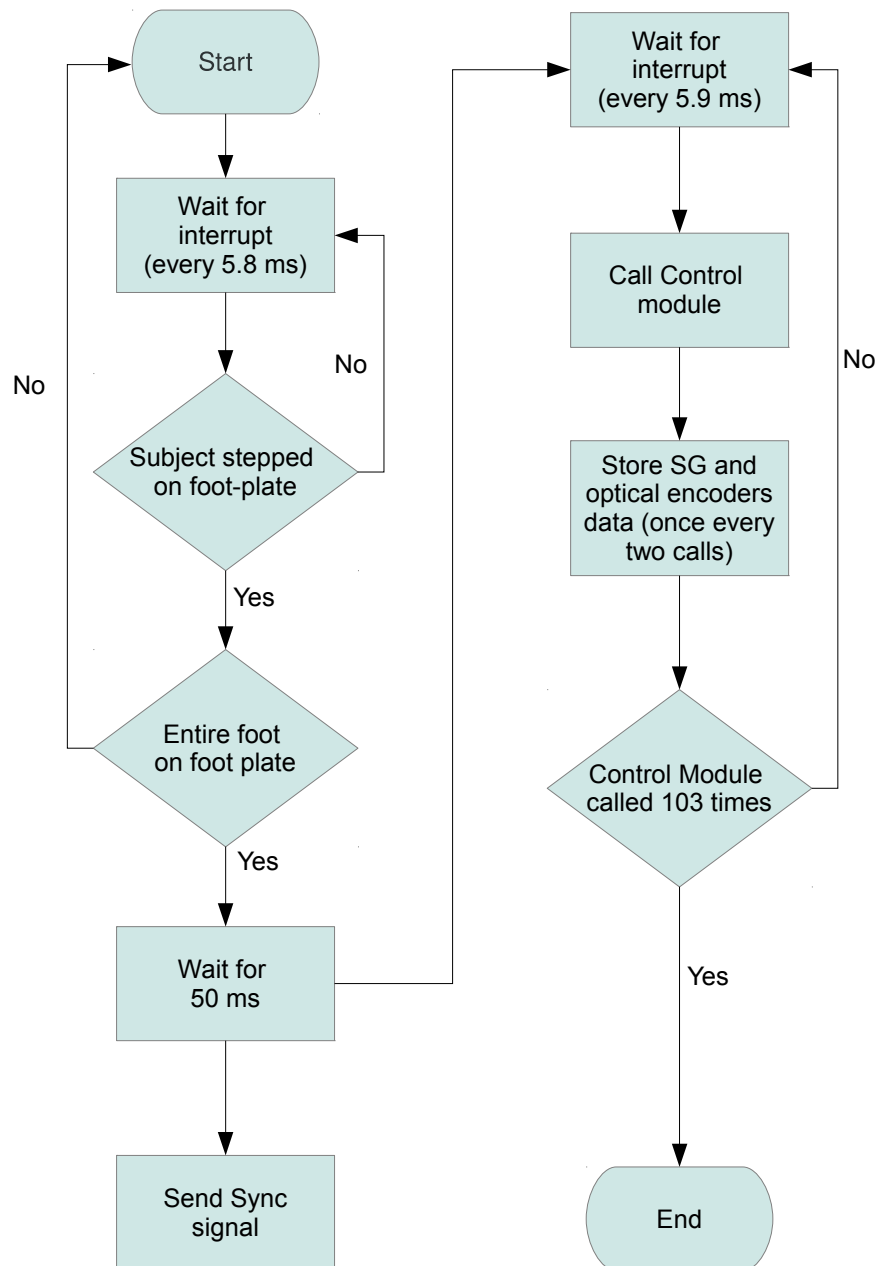 Start
Wait for
interrupt
(every 5.8 ms)
No
No
Subject stepped
on foot-plate
Yes
Entire foot
on foot plate
Yes
Wait for
50 ms
Send Sync
signal
Wait for
interrupt
(every 5.9 ms)
Call Control
module
No
Store SG and
optical encoders
data (once every
two calls)
Control Module
called 103 times
Yes
End